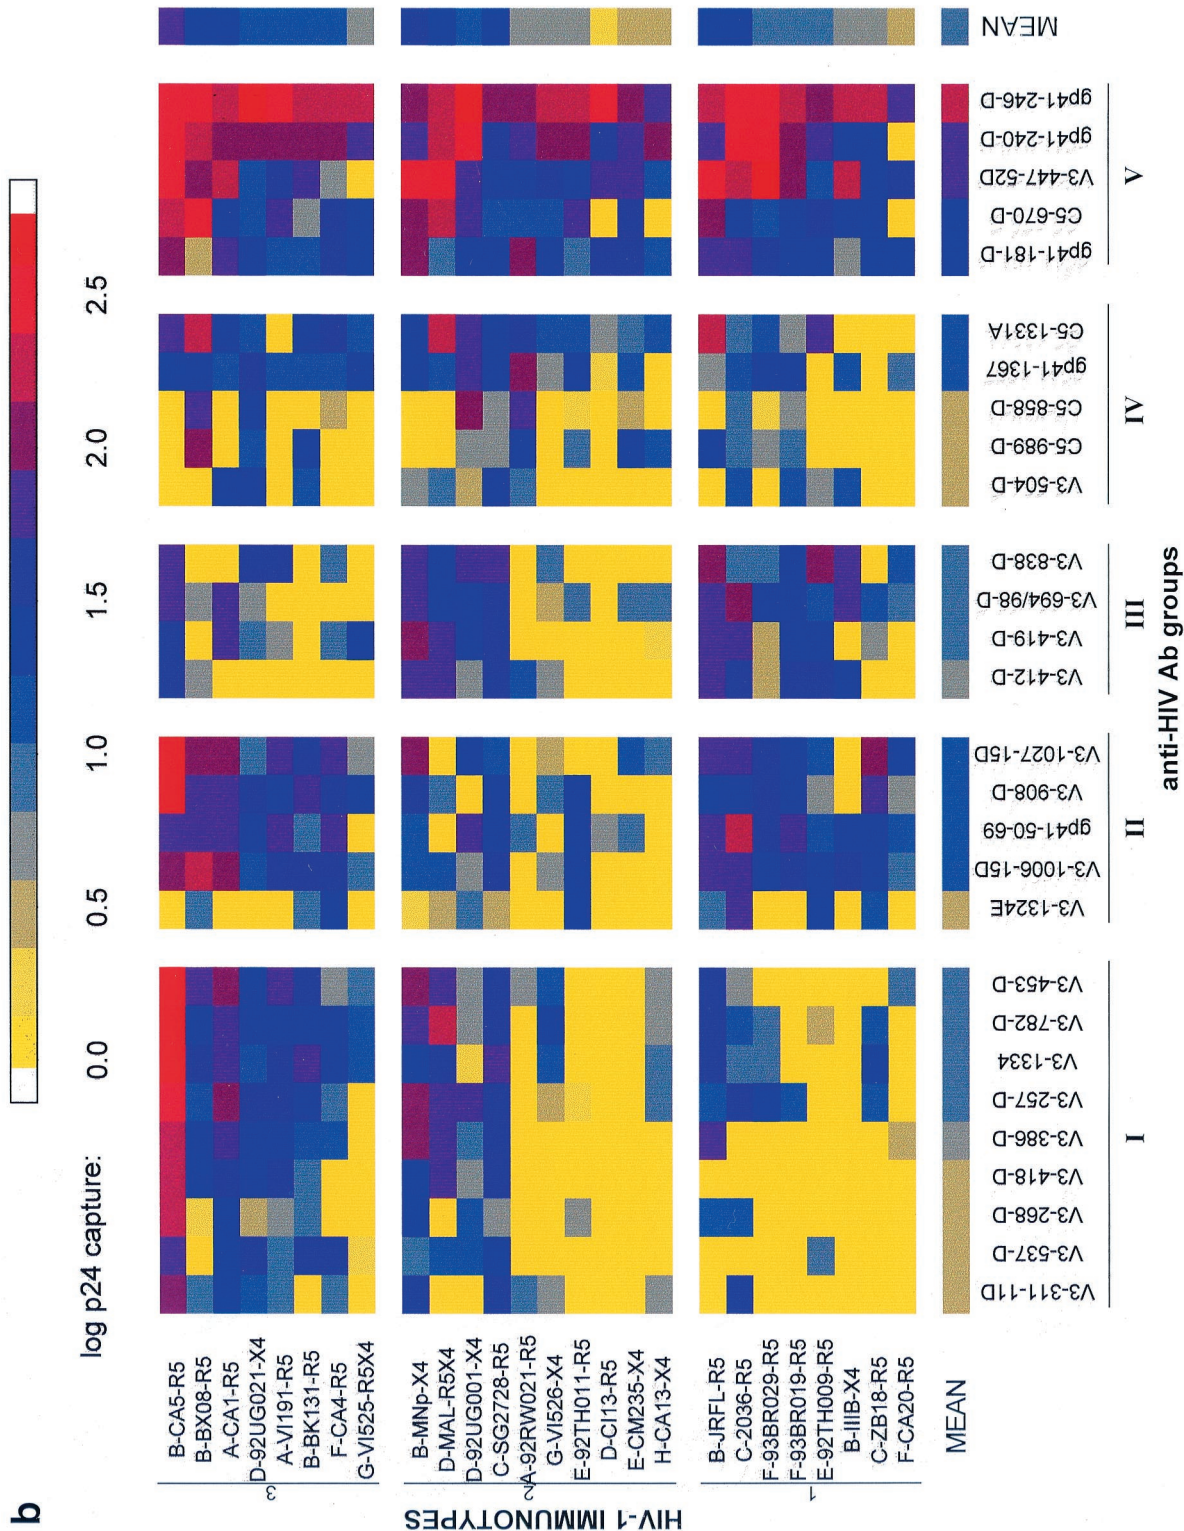 b
log p24 capture:
0.0
0.5
1.0
1.5
2.0
2.5
HIV-1 IMMUNOTYPES
3
B-CA5-R5
B-BX08-R5
A-CA1-R5
D-92UG021-X4
A-VI191-R5
B-BK131-R5
F-CA4-R5
G-VI525-R5X4
2
B-MNp-X4
D-MAL-R5X4
D-92UG001-X4
C-SG2728-R5
A-92RW021-R5
G-VI526-X4
E-92TH011-R5
D-CI13-R5
E-CM235-X4
H-CA13-X4
1
B-JRFL-R5
C-2036-R5
F-93BR029-R5
F-93BR019-R5
E-92TH009-R5
B-IIIB-X4
C-ZB18-R5
F-CA20-R5
MEAN
V3-311-11D
V3-537-D
V3-268-D
V3-418-D
V3-386-D
V3-257-D
V3-1334
V3-782-D
V3-453-D
V3-1324E
V3-1006-15D
gp41-50-69
V3-908-D
V3-1027-15D
V3-412-D
V3-419-D
V3-694/98-D
V3-838-D
V3-504-D
C5-989-D
C5-858-D
gp41-1367
C5-1331A
gp41-181-D
C5-670-D
V3-447-52D
gp41-240-D
gp41-246-D
MEAN
I
II
III
IV
V
anti-HIV Ab groups